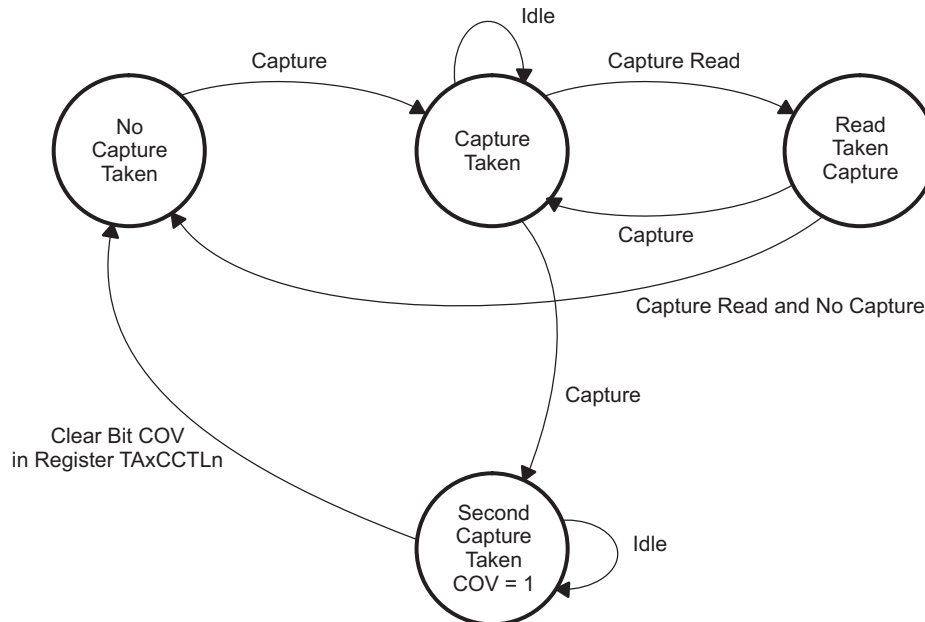 Idle
Capture
Capture Read
No
Capture
Taken
Capture
Taken
Read
Taken
Capture
Capture
Capture Read and No Capture
Capture
Clear Bit COV
in Register TAxCCTLn
Second
Capture
Taken
COV = 1
Idle